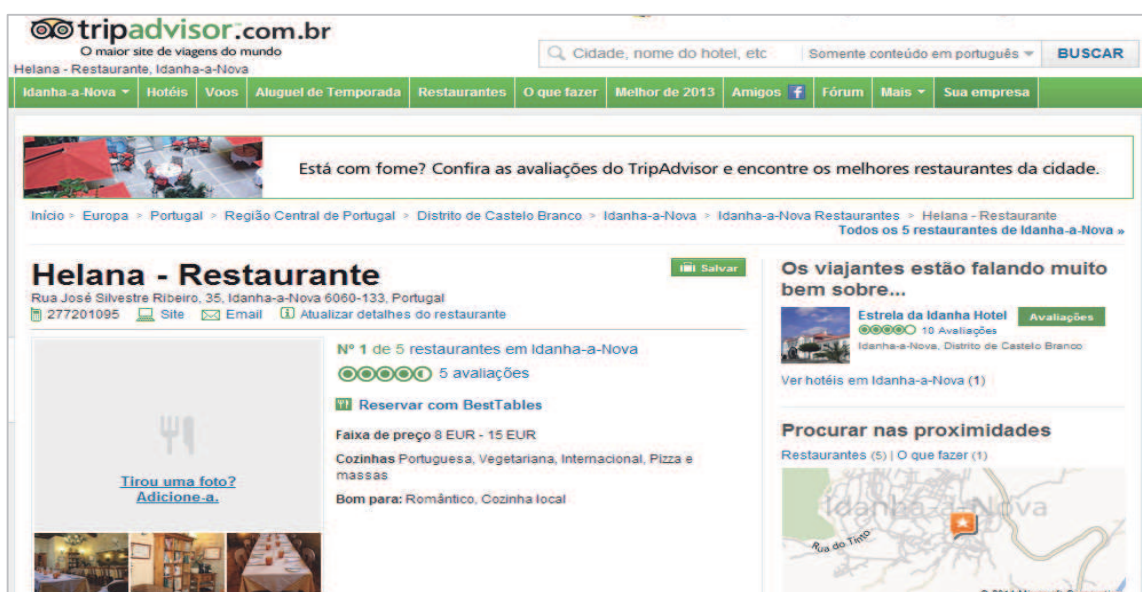 tripadvisor.com.br
O maior site de viagens do mundo
Helana - Restaurante, Idanha-a-Nova
Cidade, nome do hotel, etc
Somente conteúdo em português
BUSCAR
Idanha-a-Nova Hotéis Voos Aluguel de Temporada Restaurantes O que fazer Melhor de 2013 Amigos Fórum Mais Sua empresa
Está com fome? Confira as avaliações do TripAdvisor e encontre os melhores restaurantes da cidade.
Início > Europa > Portugal > Região Central de Portugal > Distrito de Castelo Branco > Idanha-a-Nova > Idanha-a-Nova Restaurantes > Helana - Restaurante
Todos os 5 restaurantes de Idanha-a-Nova »
Helana - Restaurante
Salvar
Rua José Silvestre Ribeiro, 35, Idanha-a-Nova 6060-133, Portugal
277201095 Site Email Atualizar detalhes do restaurante
Tirou uma foto?
Adicione-a.
Nº 1 de 5 restaurantes em Idanha-a-Nova
5 avaliações
Reservar com BestTables
Faixa de preço 8 EUR - 15 EUR
Cozinhas Portuguesa, Vegetariana, Internacional, Pizza e
massas
Bom para: Romântico, Cozinha local
Os viajantes estão falando muito
bem sobre...
Estrela da Idanha Hotel
Avaliações
10 Avaliações
Idanha-a-Nova, Distrito de Castelo Branco
Ver hotéis em Idanha-a-Nova (1)
Procurar nas proximidades
Restaurantes (5) | O que fazer (1)
Idanha-a-Nova
Rua do Tinto